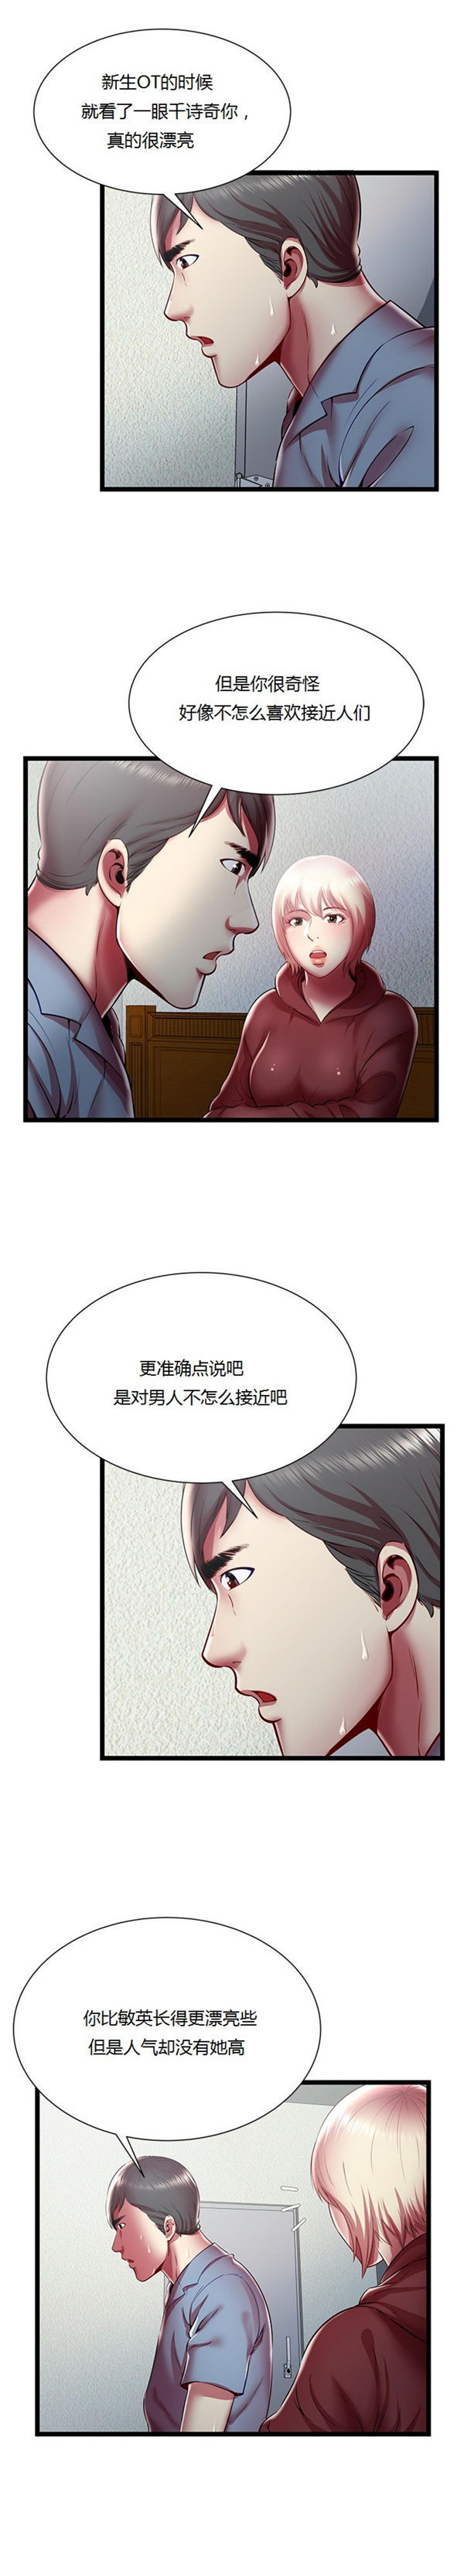 新生OT的时候
就看了一眼千诗奇你，
真的很漂亮
但是你很奇怪
好像不怎么喜欢接近人们
更准确点说吧
是对男人不怎么接近吧
你比敏英长得更漂亮些
但是人气却没有她高